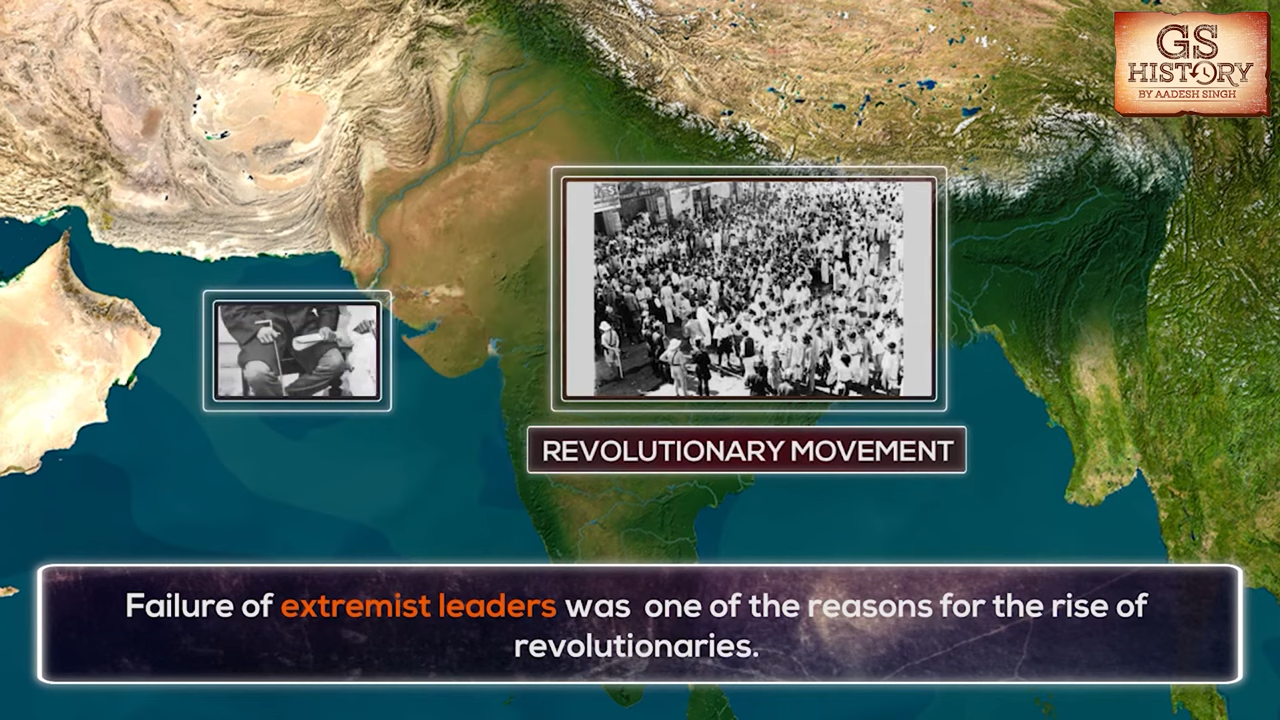 GS
HISTORY
BY AADESH SINGH
REVOLUTIONARY MOVEMENT
Failure of extremist leaders was one of the reasons for the rise of
revolutionaries.